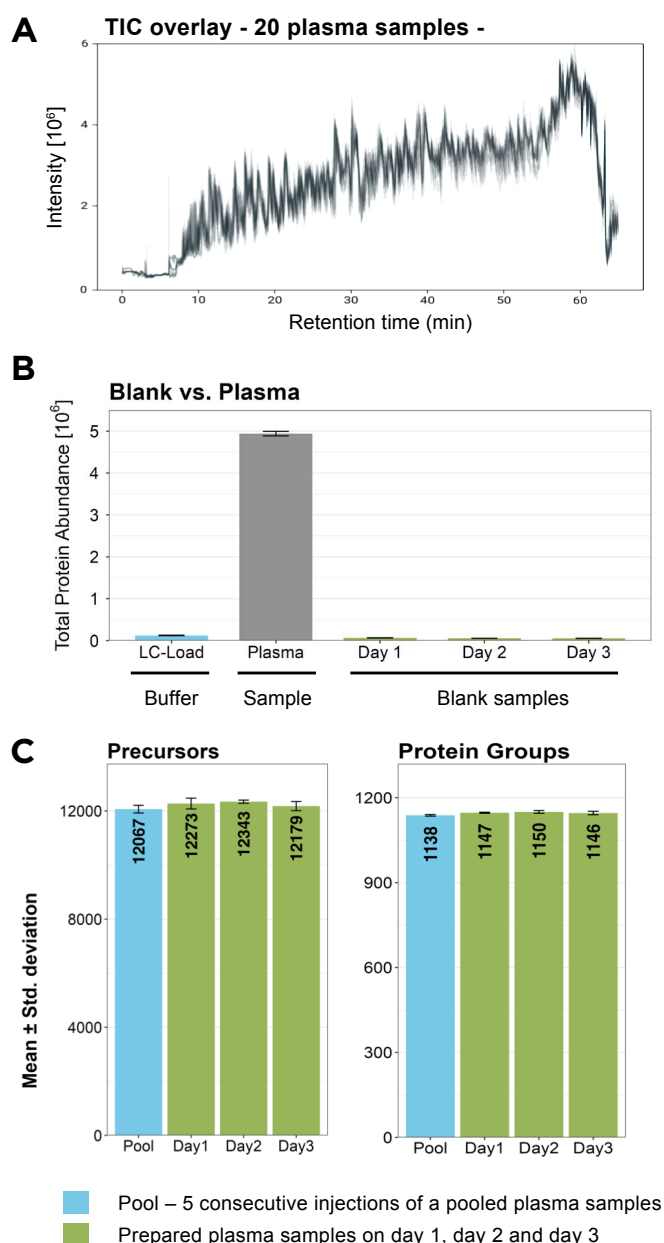 A
TIC overlay - 20 plasma samples -
Intensity [10⁶]
6
4
2
0
0 10 20 30 40 50 60
Retention time (min)
B
Blank vs. Plasma
Total Protein Abundance [10⁶]
5
4
3
2
1
0
LC-Load Plasma Day 1 Day 2 Day 3
Buffer Sample Blank samples
C
Precursors
Mean ± Std. deviation
12000
8000
4000
0
12067 12273 12343 12179
Pool Day1 Day2 Day3
Protein Groups
1200
900
600
300
0
1138 1147 1150 1146
Pool Day1 Day2 Day3
Pool – 5 consecutive injections of a pooled plasma samples
Prepared plasma samples on day 1, day 2 and day 3